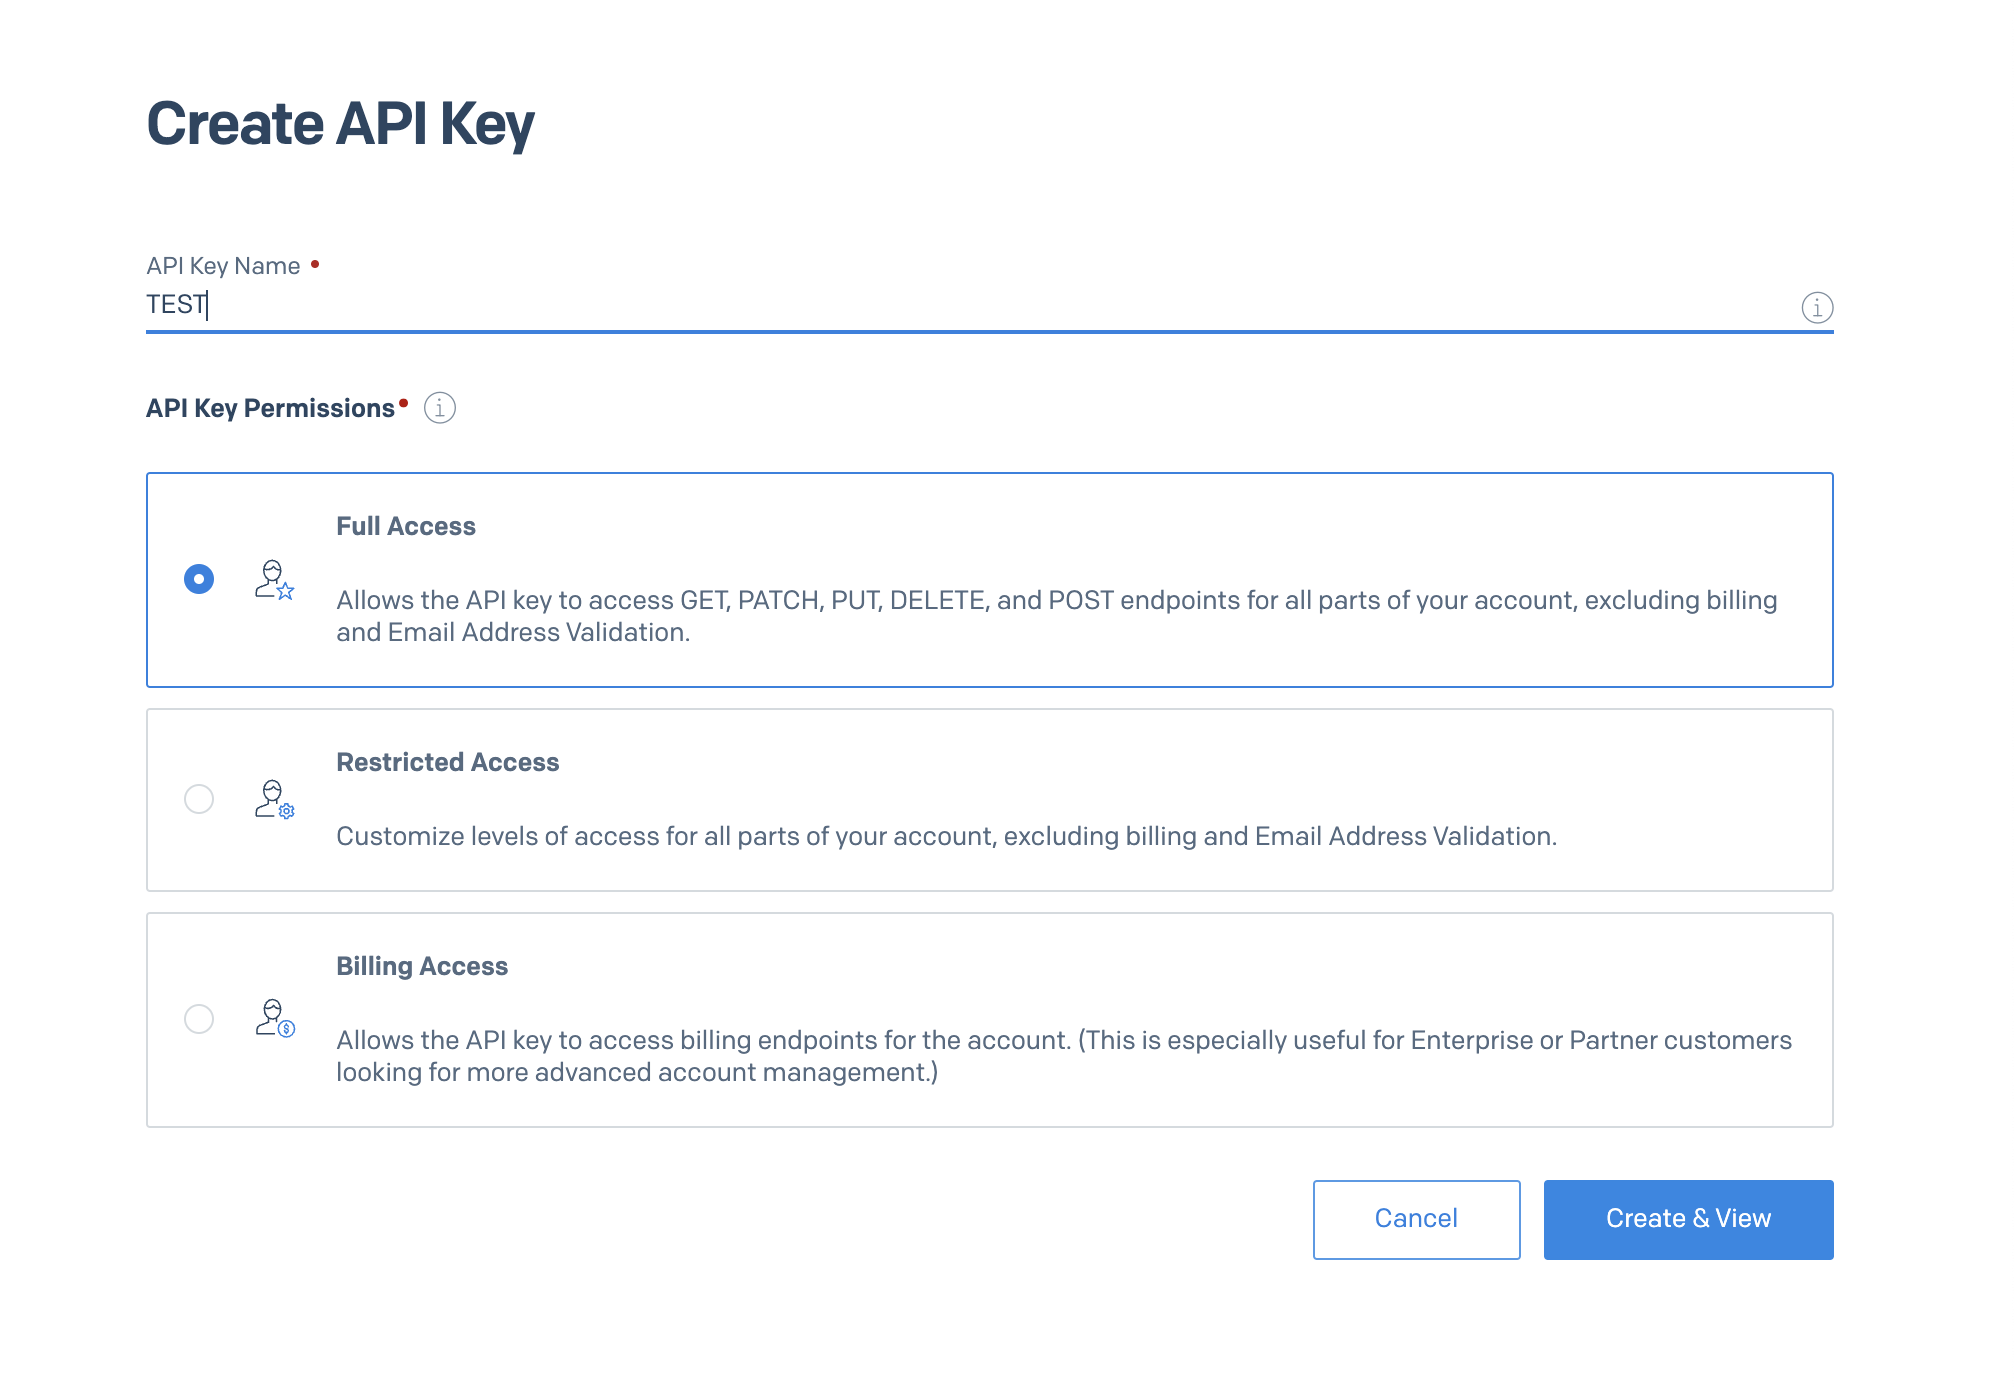 Create API Key
API Key Name
TEST
API Key Permissions
Full Access
Allows the API key to access GET, PATCH, PUT, DELETE, and POST endpoints for all parts of your account, excluding billing
and Email Address Validation.
Restricted Access
Customize levels of access for all parts of your account, excluding billing and Email Address Validation.
Billing Access
Allows the API key to access billing endpoints for the account. (This is especially useful for Enterprise or Partner customers
looking for more advanced account management.)
Cancel
Create & View